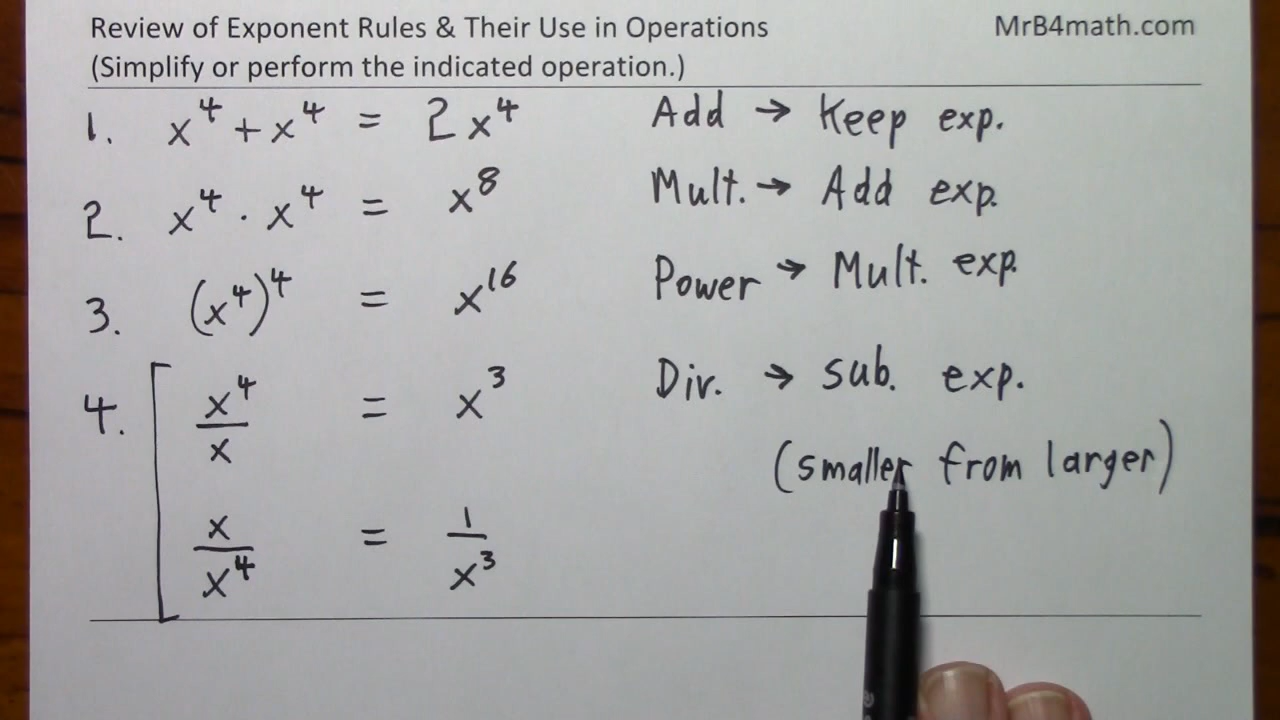 Review of Exponent Rules & Their Use in Operations MrB4math.com
(Simplify or perform the indicated operation.)
1. x⁴ + x⁴ = 2x⁴ Add → Keep exp.
2. x⁴ · x⁴ = x⁸ Mult. → Add exp.
3. (x⁴)⁴ = x¹⁶ Power → Mult. exp.
4. x⁴/x = x³ Div. → sub. exp.
(smaller from larger)
x/x⁴ = 1/x³